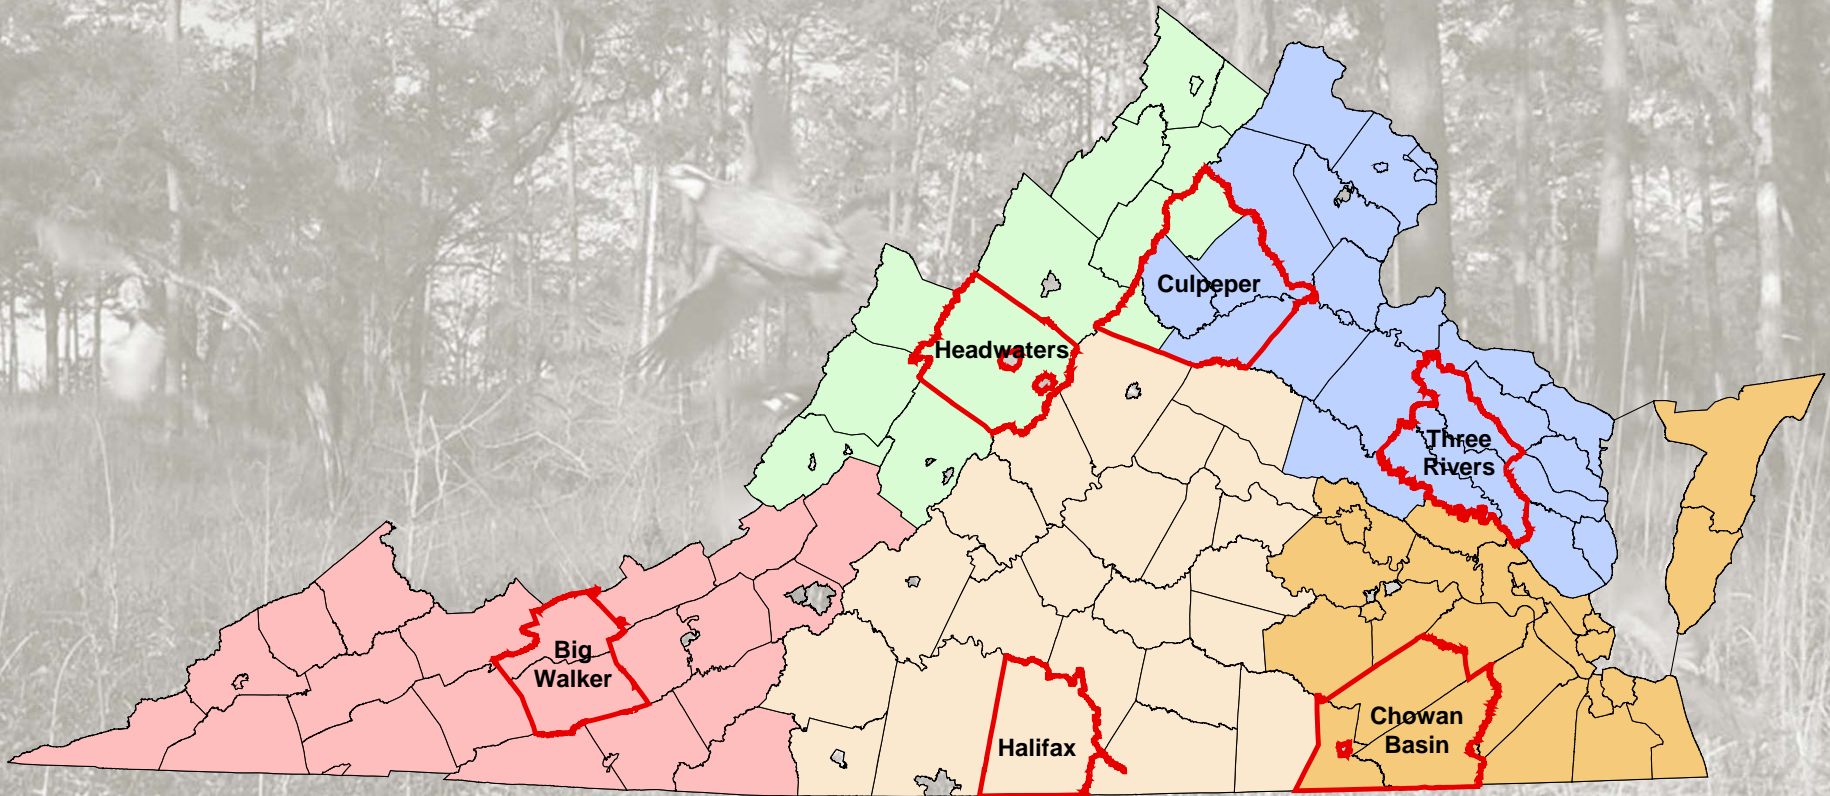 Culpeper
Headwaters
Three
Rivers
Big
Walker
Chowan
Basin
Halifax